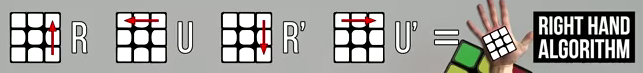 R U R' U' = RIGHT HAND
ALGORITHM